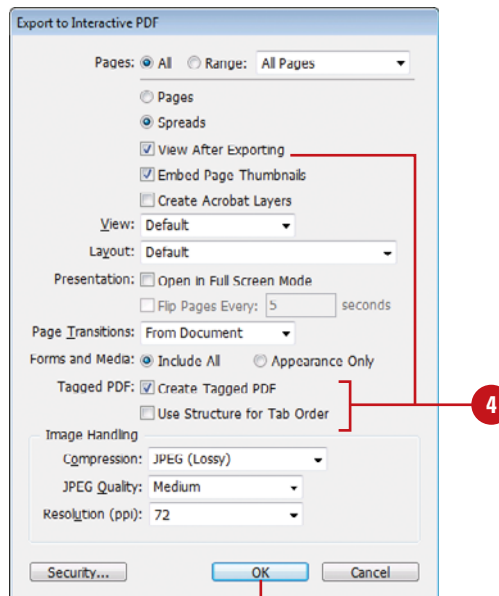 Export to Interactive PDF
Pages: All Range: All Pages
Pages
Spreads
View After Exporting
Embed Page Thumbnails
Create Acrobat Layers
View: Default
Layout: Default
Presentation: Open in Full Screen Mode
Flip Pages Every: 5 seconds
Page Transitions: From Document
Forms and Media: Include All Appearance Only
Tagged PDF: Create Tagged PDF
4
Use Structure for Tab Order
Image Handling
Compression: JPEG (Lossy)
JPEG Quality: Medium
Resolution (ppi): 72
Security... OK Cancel